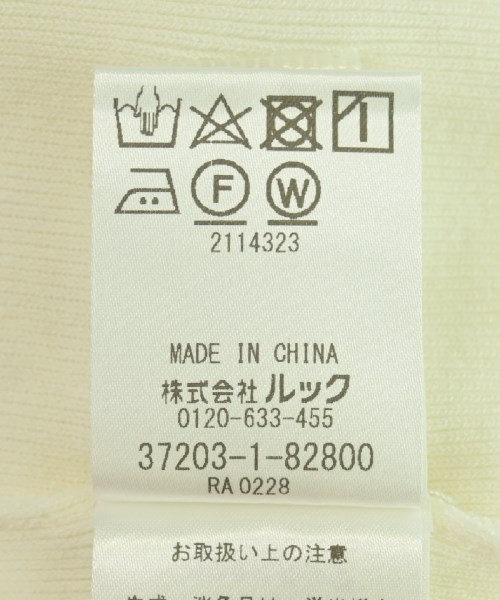 F W
2114323
MADE IN CHINA
株式会社 ルック
0120-633-455
37203-1-82800
RA 0228
お取扱い上の注意